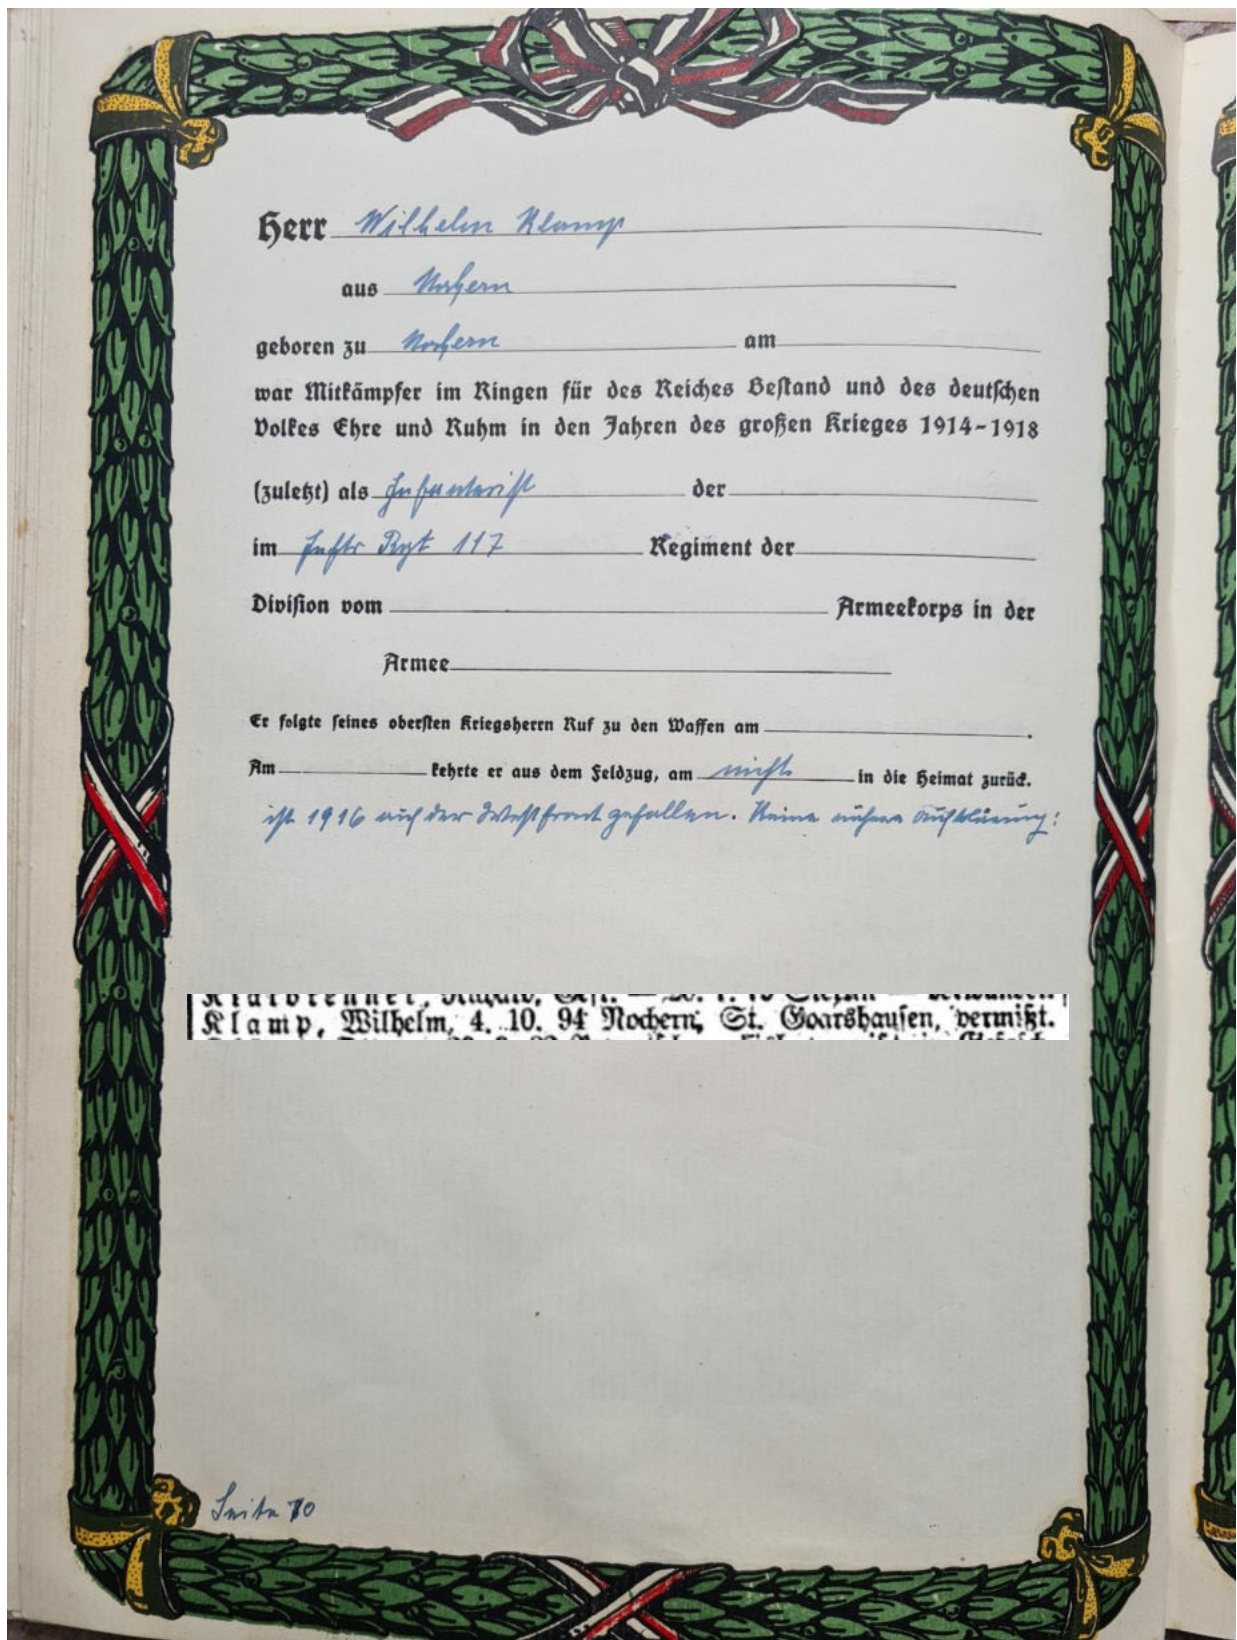 Herr Wilhelm Klamp
aus Nochern
geboren zu Nochern am
war Mitkämpfer im Ringen für des Reiches Bestand und des deutschen
Volkes Ehre und Ruhm in den Jahren des großen Krieges 1914-1918
(zuletzt) als Infanterist der
im Inftr Rgt 117 Regiment der
Division vom Armeekorps in der
Armee
Er folgte seines obersten Kriegsherrn Ruf zu den Waffen am .
Am kehrte er aus dem Feldzug, am nicht in die Heimat zurück.
ist 1916 auf der Westfront gefallen. Keine nähere Aufklärung:
Klamp, Wilhelm, 4. 10. 94 Nochern, St. Goarshausen, vermißt.
Seite 70